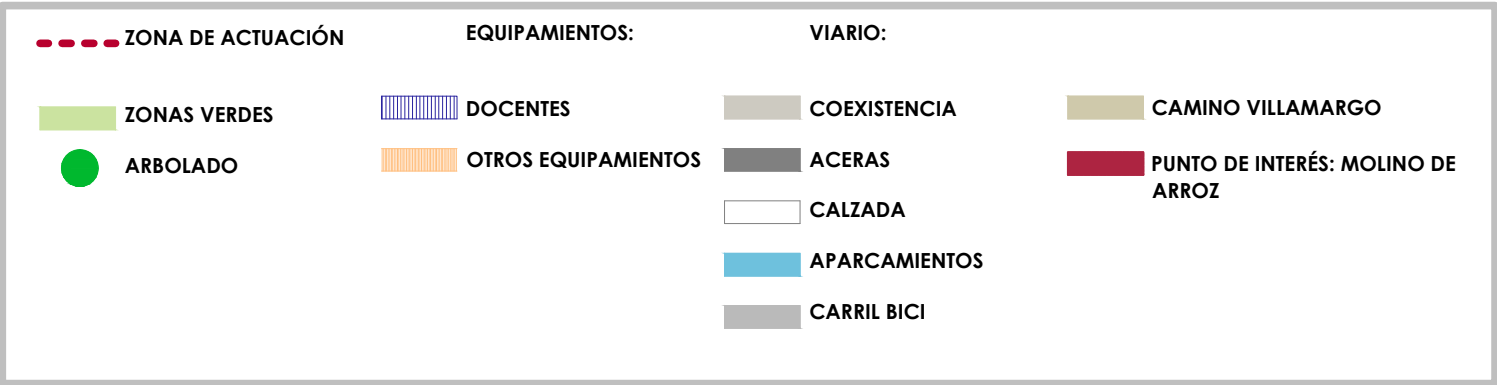 ZONA DE ACTUACIÓN
ZONAS VERDES
ARBOLADO
EQUIPAMIENTOS:
DOCENTES
OTROS EQUIPAMIENTOS
VIARIO:
COEXISTENCIA
ACERAS
CALZADA
APARCAMIENTOS
CARRIL BICI
CAMINO VILLAMARGO
PUNTO DE INTERÉS: MOLINO DE
ARROZ